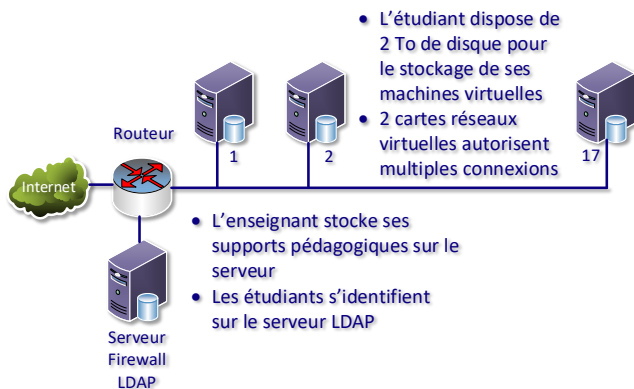 • L’étudiant dispose de
2 To de disque pour
le stockage de ses
machines virtuelles
• 2 cartes réseaux
virtuelles autorisent
multiples connexions
Routeur
1
2
17
Internet
• L’enseignant stocke ses
supports pédagogiques sur le
serveur
• Les étudiants s’identifient
sur le serveur LDAP
Serveur
Firewall
LDAP